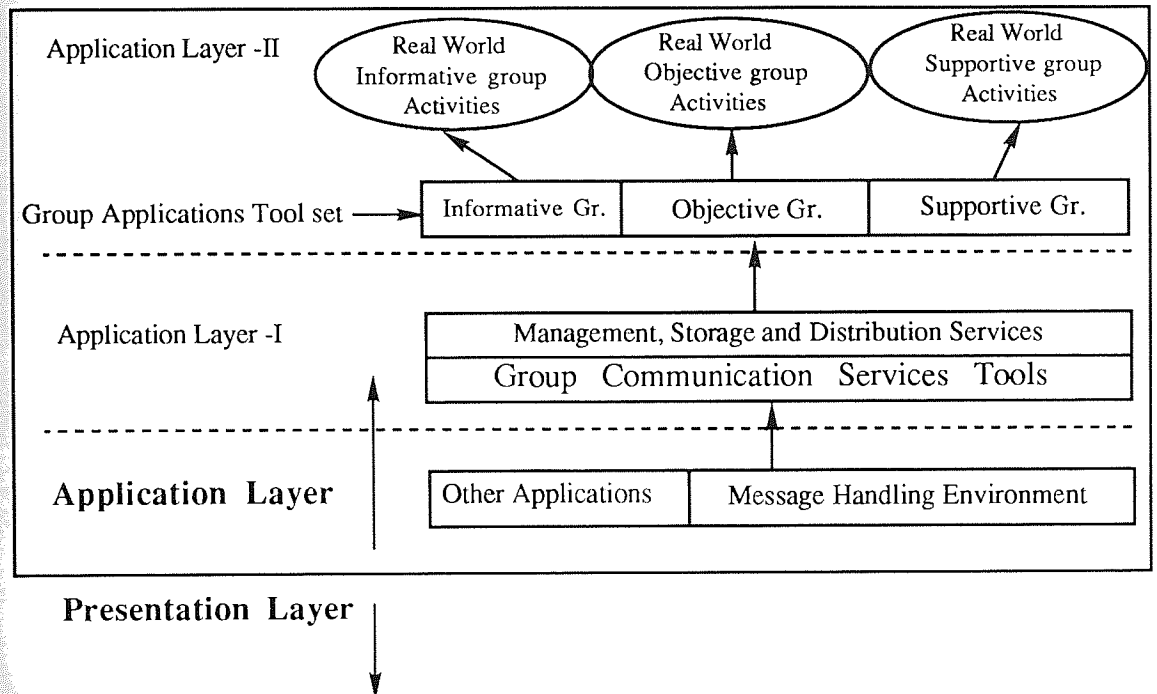 Application Layer -II
Real World
Informative group
Activities
Real World
Objective group
Activities
Real World
Supportive group
Activities
Group Applications Tool set
Informative Gr.
Objective Gr.
Supportive Gr.
Application Layer -I
Management, Storage and Distribution Services
Group Communication Services Tools
Application Layer
Other Applications
Message Handling Environment
Presentation Layer